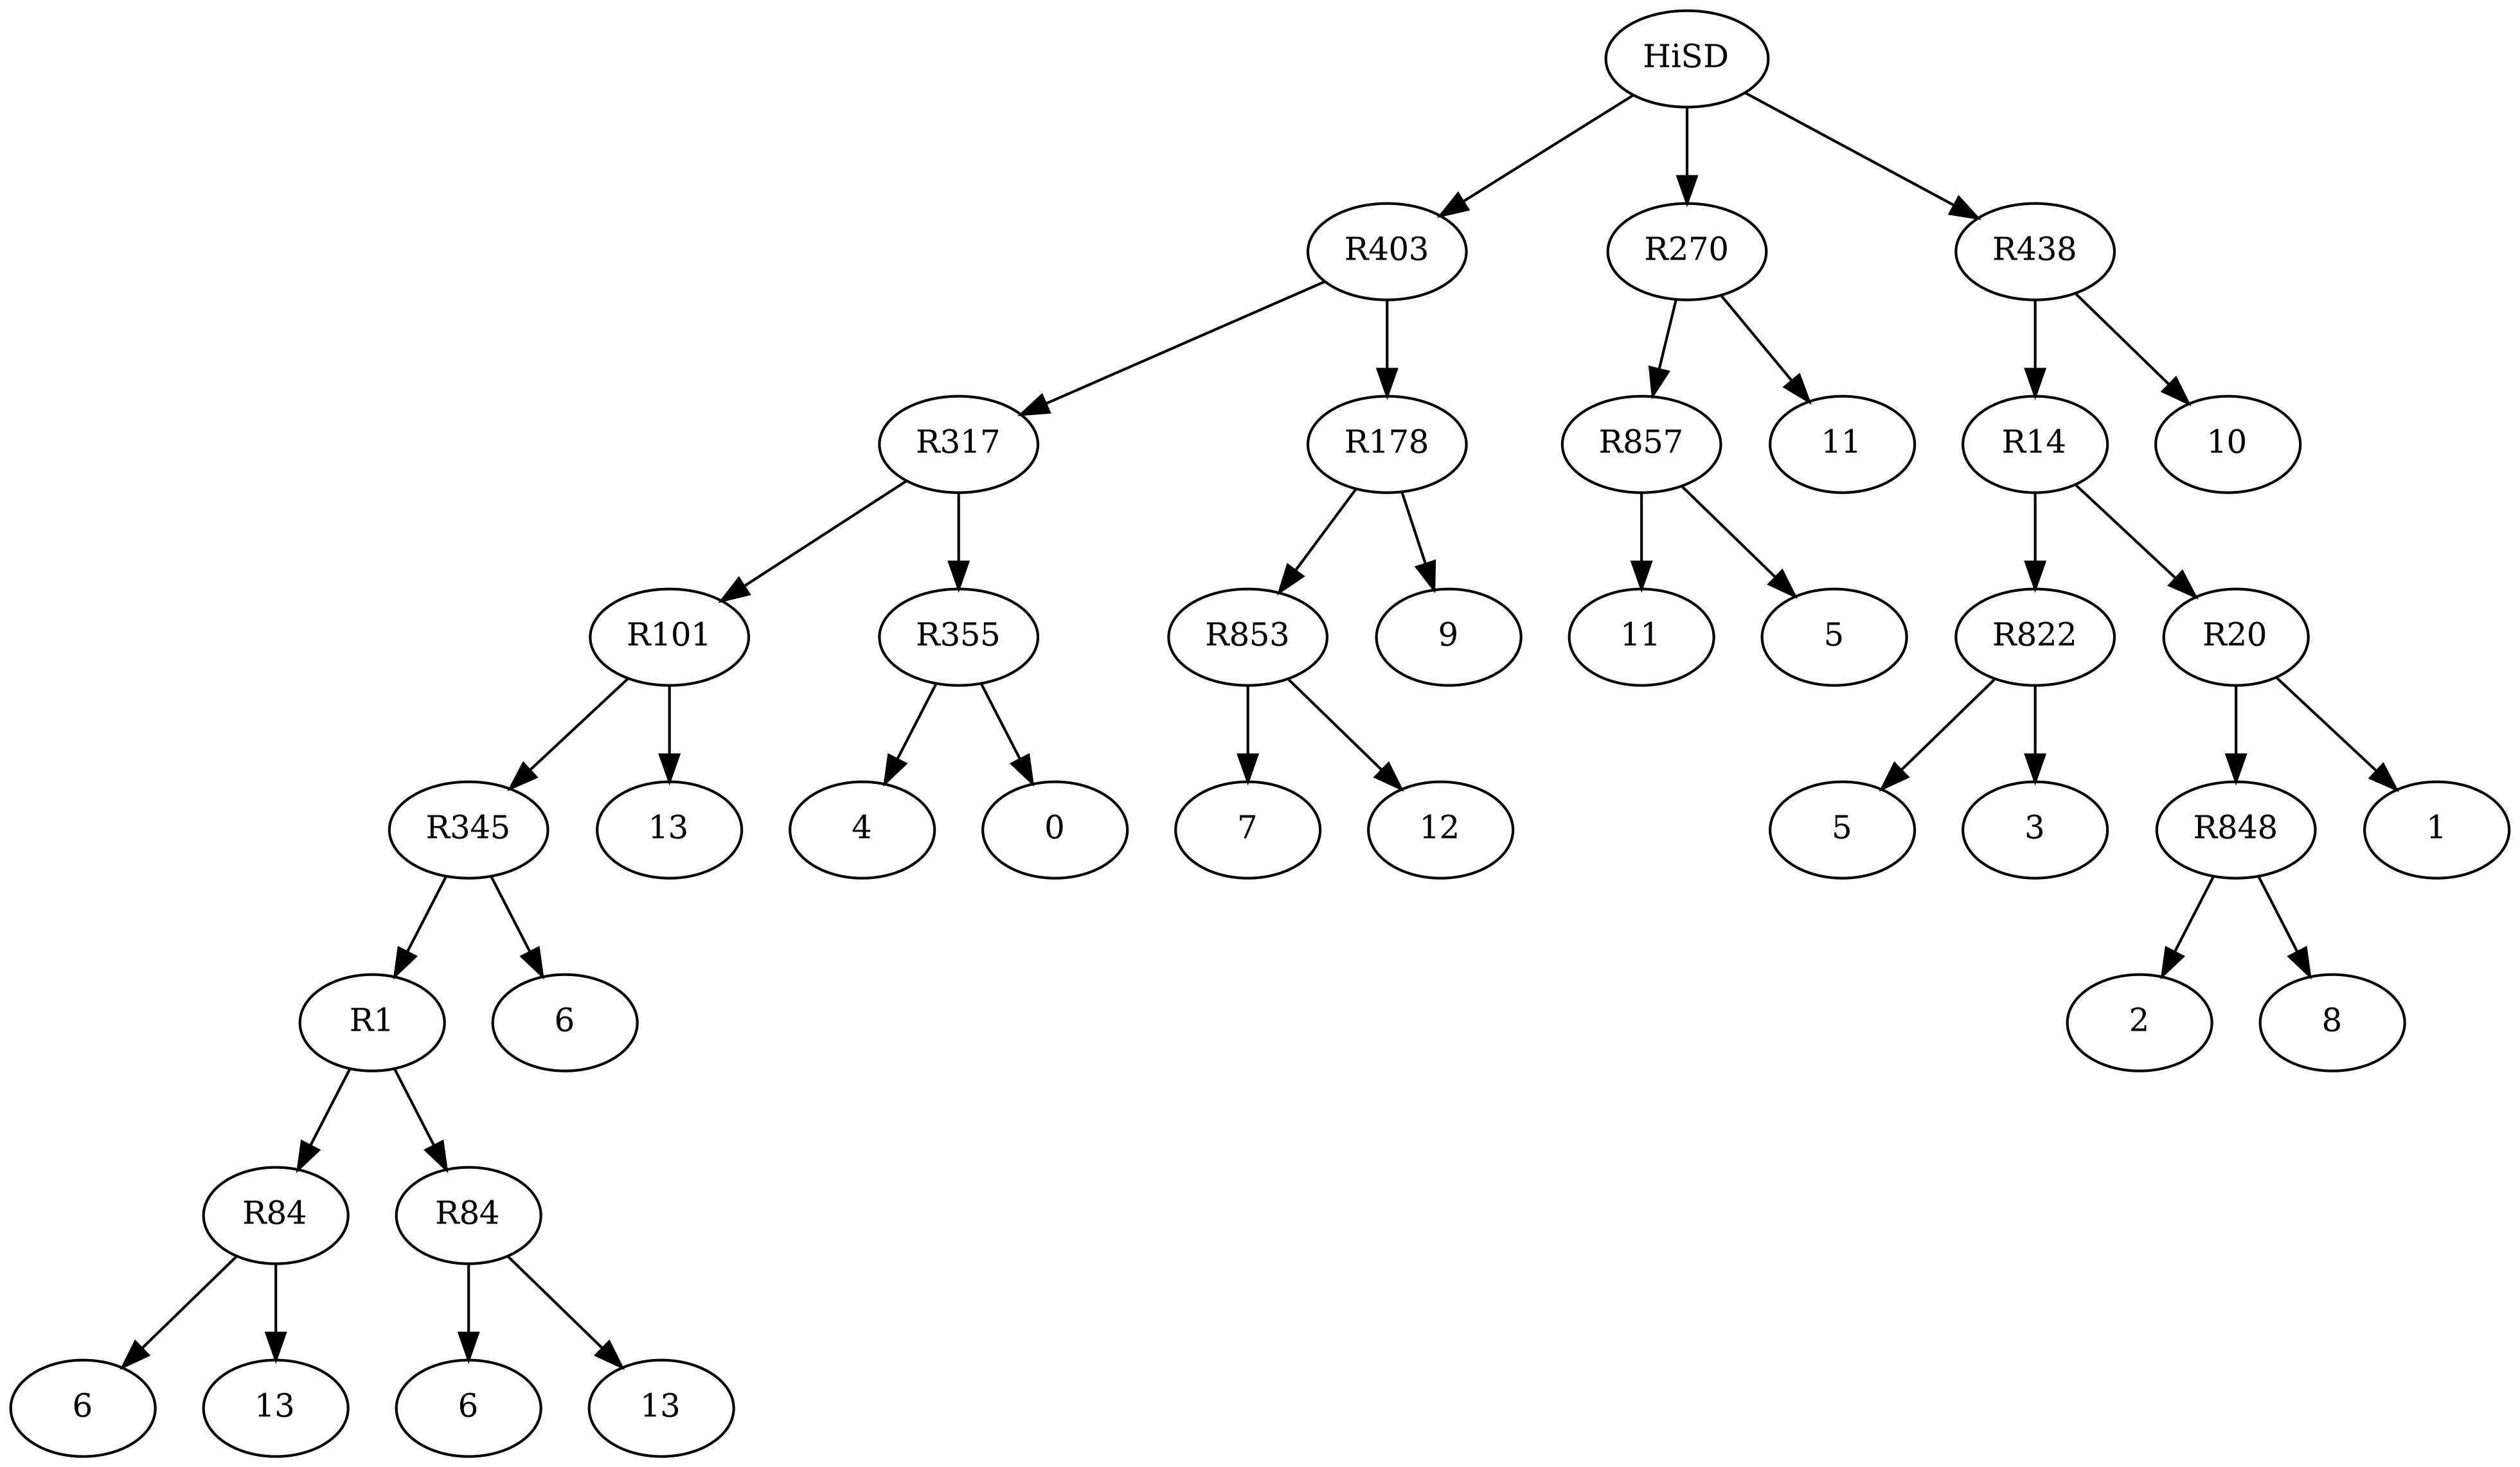 HiSD
R403 R270 R438
R317 R178 R857 11 R14 10
R101 R355 R853 9 11 5 R822 R20
R345 13 4 0 7 12 5 3 R848 1
R1 6 2 8
R84 R84
6 13 6 13